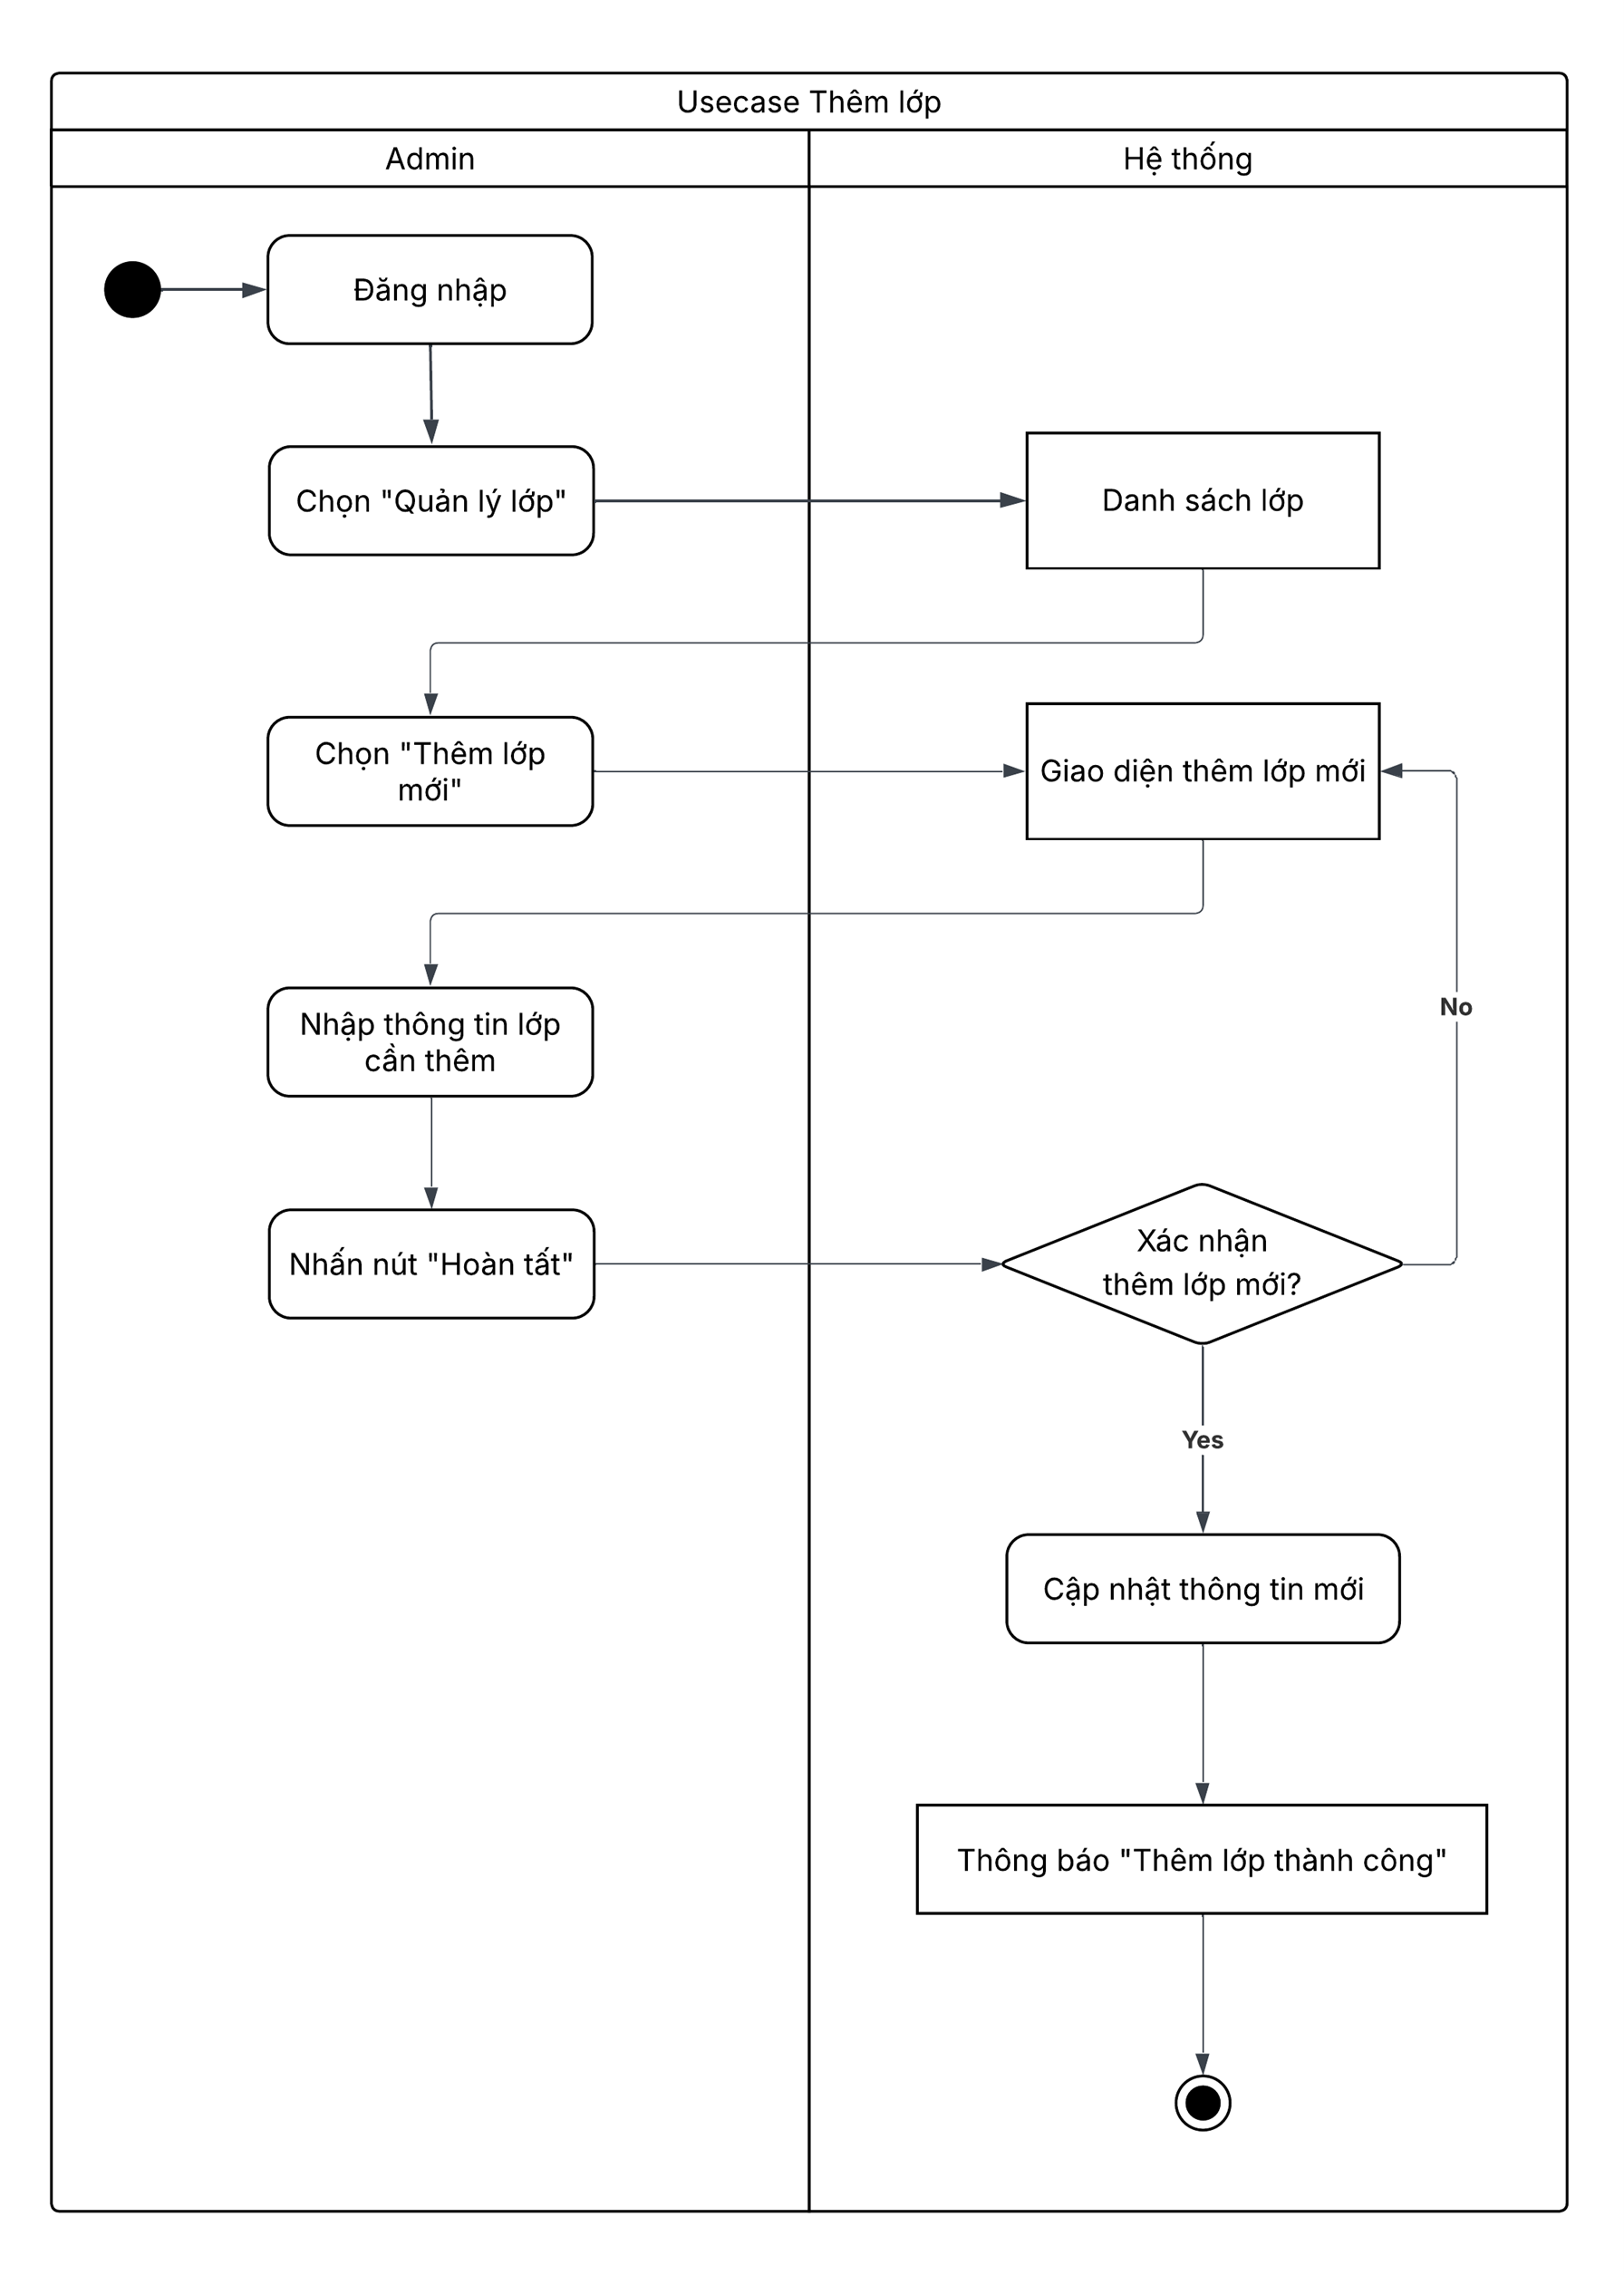 Usecase Thêm lớp
Admin
Hệ thống
Đăng nhập
Chọn "Quản lý lớp"
Danh sách lớp
Chọn "Thêm lớp
mới"
Giao diện thêm lớp mới
Nhập thông tin lớp
cần thêm
No
Nhấn nút "Hoàn tất"
Xác nhận
thêm lớp mới?
Yes
Cập nhật thông tin mới
Thông báo "Thêm lớp thành công"